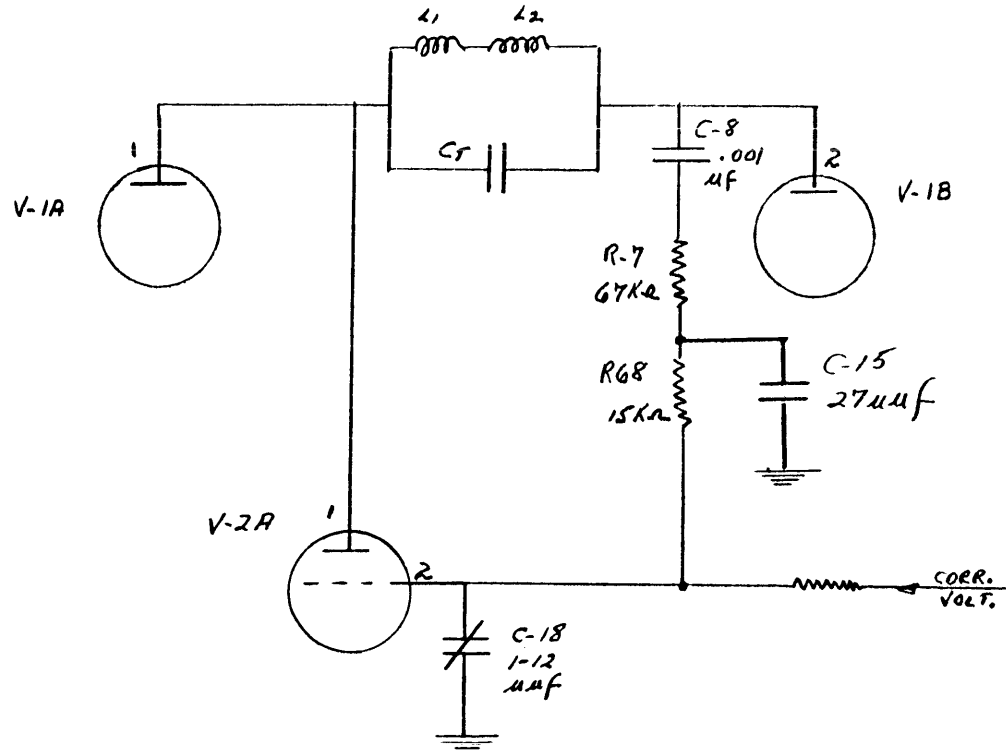 L1 L2
CT
C-8
.001
μf
1
V-1A
2
V-1B
R-7
67KΩ
C-15
27μμf
R68
15KΩ
V-2A
1
2
CORR.
VOLT.
C-18
1-12
μμf